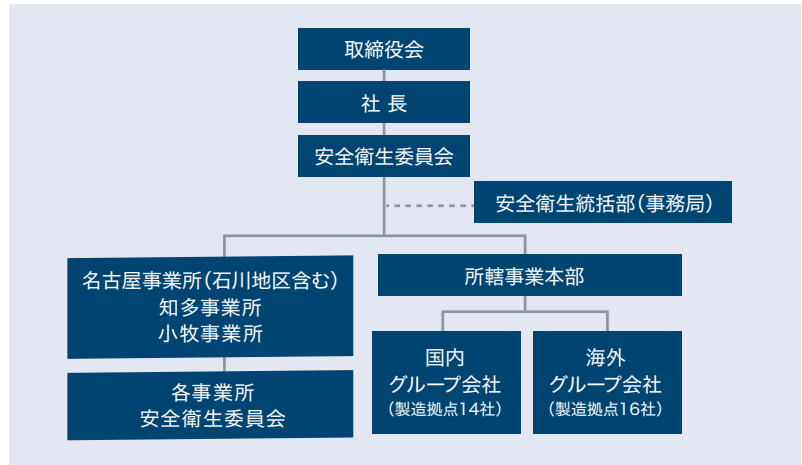 取締役会
社 長
安全衛生委員会
安全衛生統括部(事務局)
名古屋事業所(石川地区含む)
知多事業所
小牧事業所
所轄事業本部
各事業所
安全衛生委員会
国内
グループ会社
(製造拠点14社)
海外
グループ会社
(製造拠点16社)